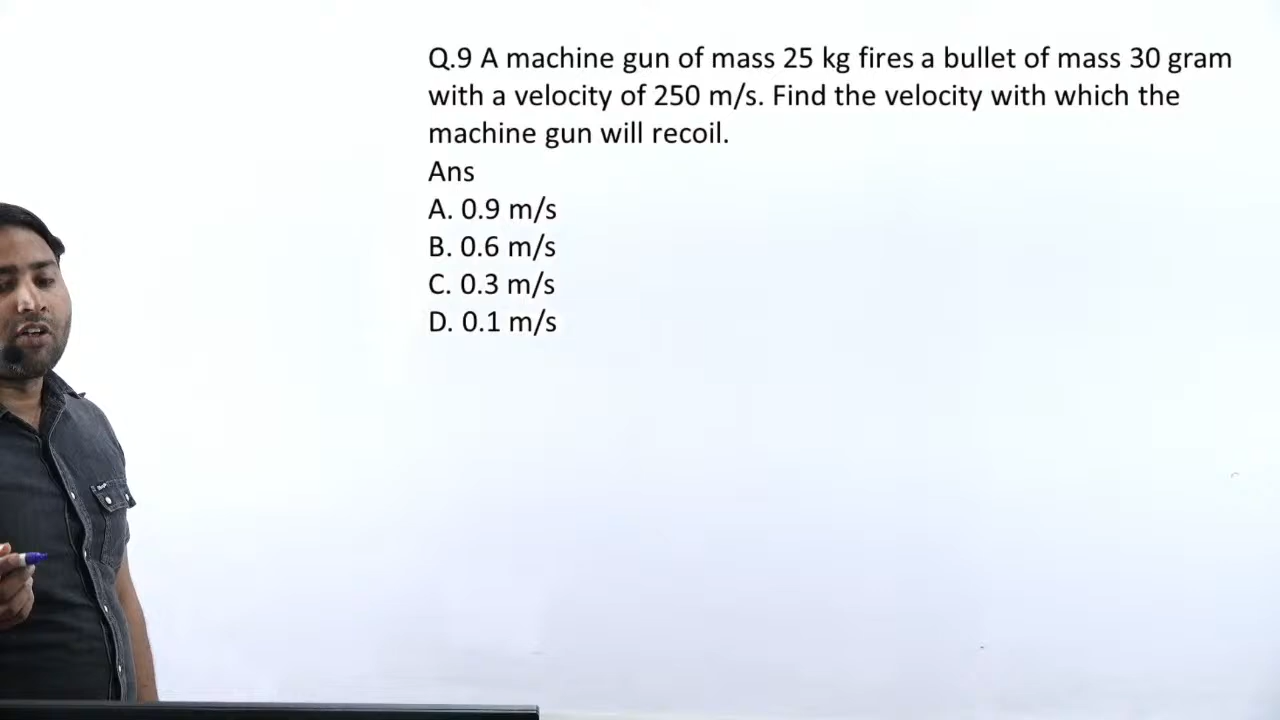 Q.9 A machine gun of mass 25 kg fires a bullet of mass 30 gram
with a velocity of 250 m/s. Find the velocity with which the
machine gun will recoil.
Ans
A. 0.9 m/s
B. 0.6 m/s
C. 0.3 m/s
D. 0.1 m/s